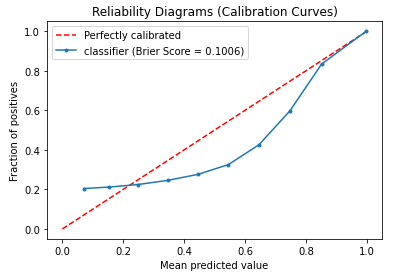 Reliability Diagrams (Calibration Curves)
Perfectly calibrated
classifier (Brier Score = 0.1006)
Fraction of positives
1.0
0.8
0.6
0.4
0.2
0.0
0.0 0.2 0.4 0.6 0.8 1.0
Mean predicted value